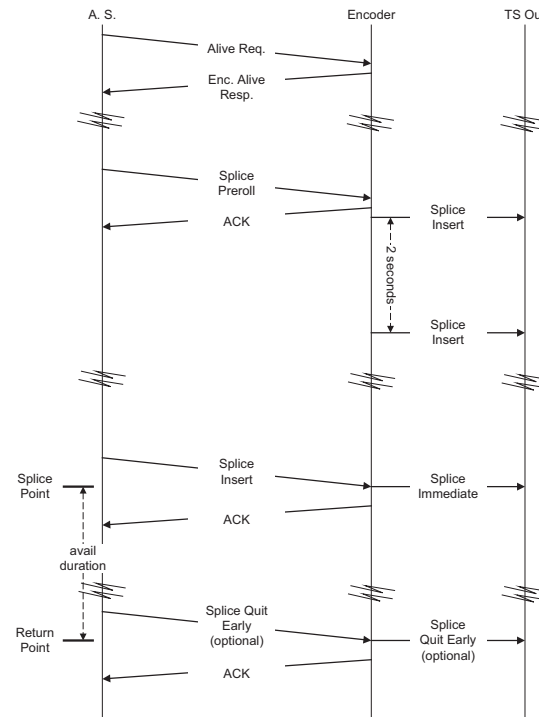 A. S.
Encoder
TS Ou
Alive Req.
Enc. Alive
Resp.
Splice
Preroll
ACK
Splice
Insert
2 seconds
Splice
Insert
Splice
Point
Splice
Insert
Splice
Immediate
ACK
avail
duration
Return
Point
Splice Quit
Early
(optional)
Splice
Quit Early
(optional)
ACK